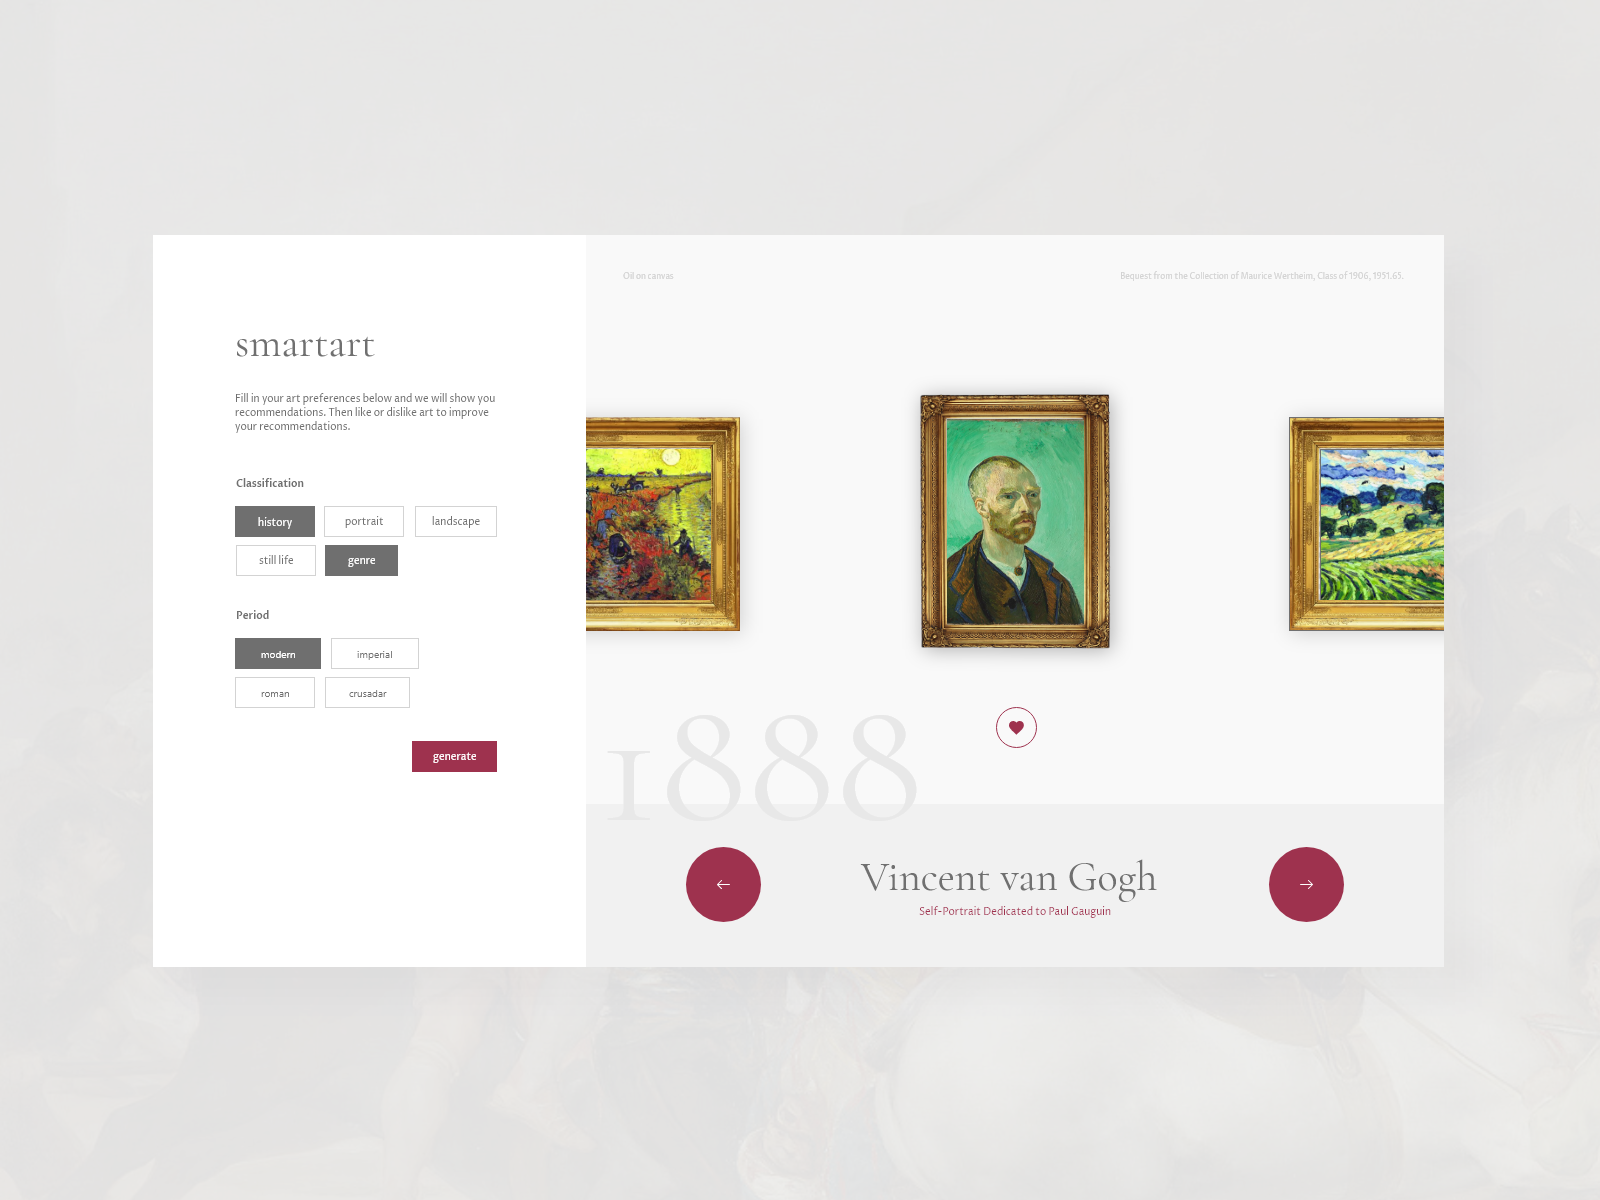 smartart
Fill in your art preferences below and we will show you
recommendations. Then like or dislike art to improve
your recommendations.
Classification
history
portrait
landscape
still life
genre
Period
modern
imperial
roman
crusadar
generate
Oil on canvas
Bequest from the Collection of Maurice Wertheim, Class of 1906, 1951.65.
1888
Vincent van Gogh
Self-Portrait Dedicated to Paul Gauguin